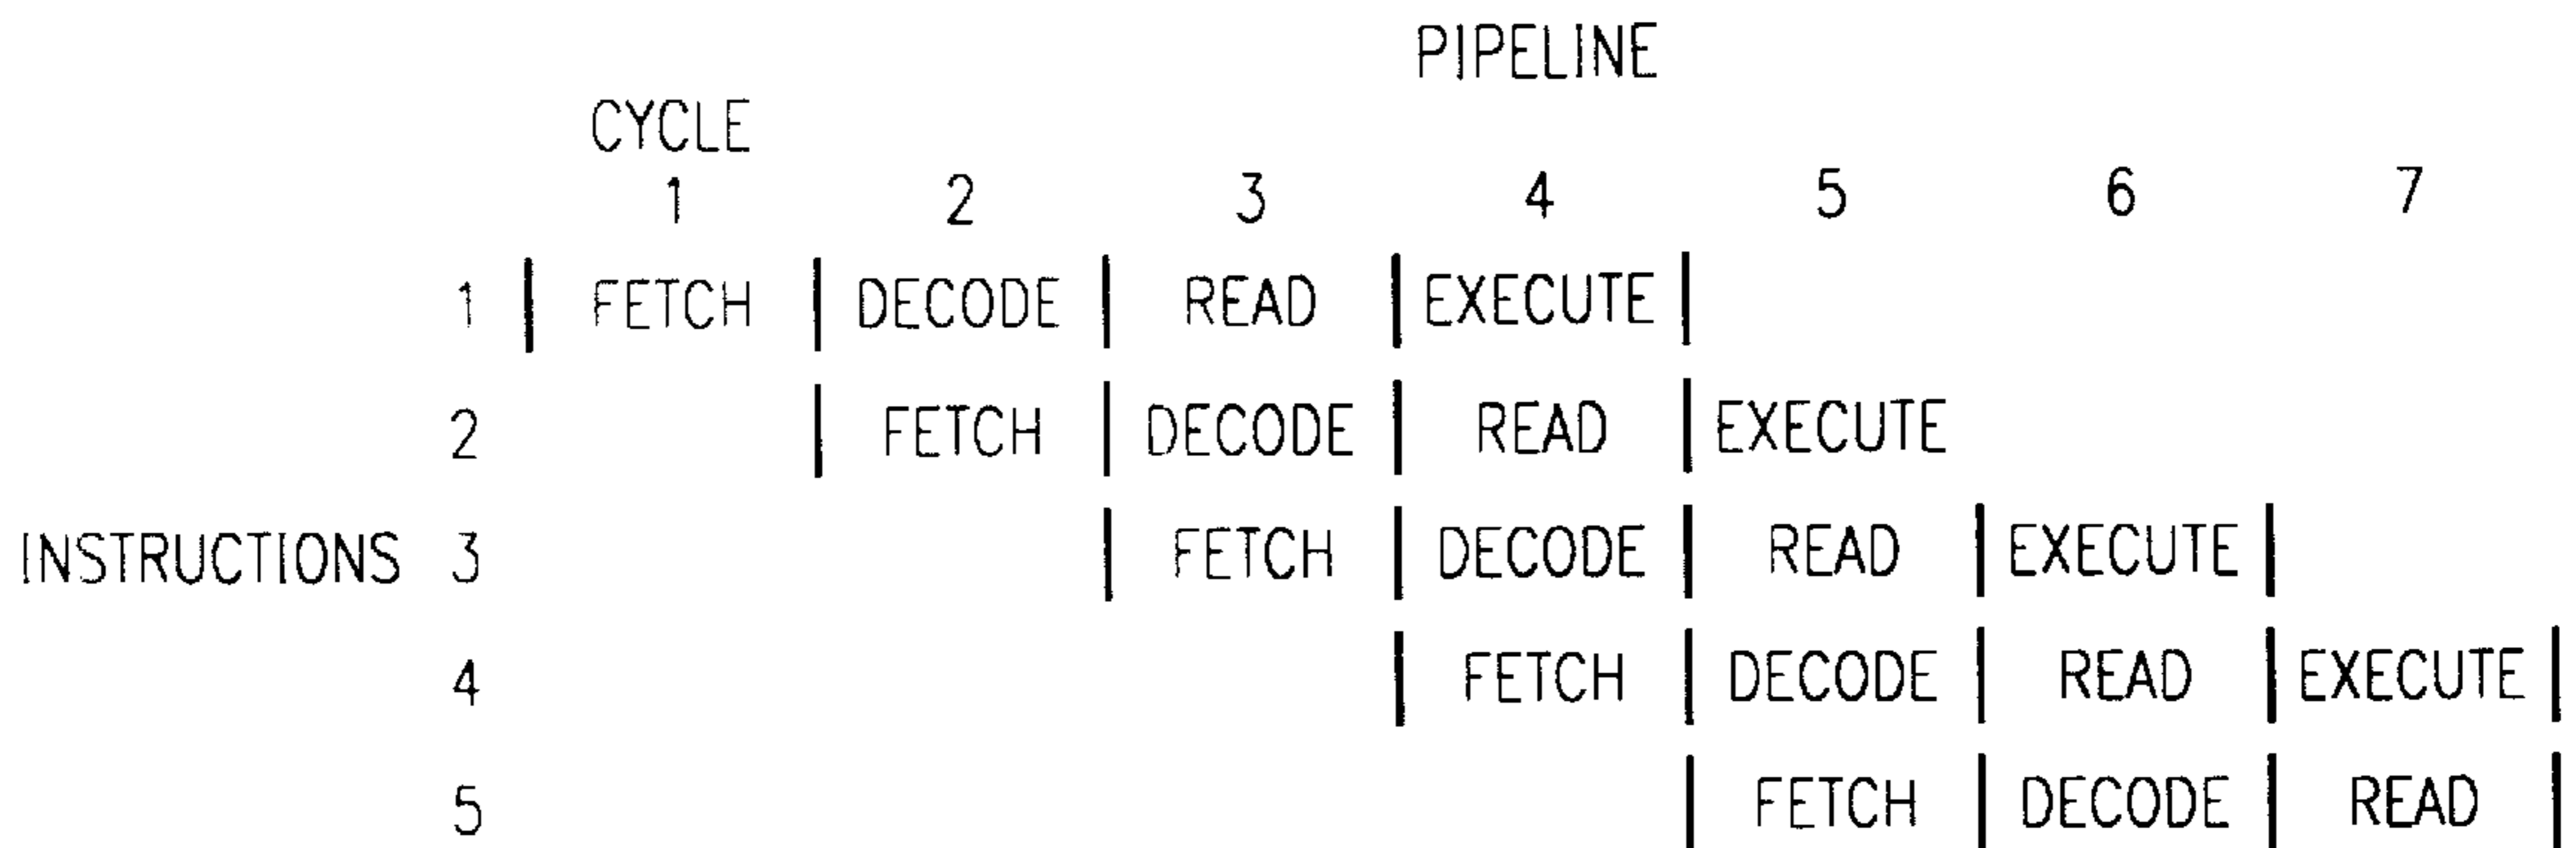 PIPELINE
CYCLE
1 2 3 4 5 6 7
1 | FETCH | DECODE | READ | EXECUTE |
2 | FETCH | DECODE | READ | EXECUTE
INSTRUCTIONS 3 | FETCH | DECODE | READ | EXECUTE |
4 | FETCH | DECODE | READ | EXECUTE |
5 | FETCH | DECODE | READ |